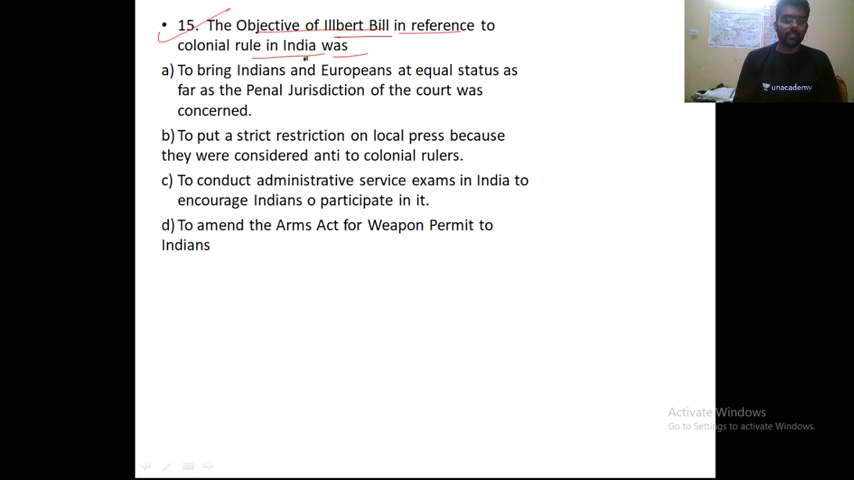 • 15. The Objective of Illbert Bill in reference to
colonial rule in India was
a) To bring Indians and Europeans at equal status as
far as the Penal Jurisdiction of the court was
concerned.
b) To put a strict restriction on local press because
they were considered anti to colonial rulers.
c) To conduct administrative service exams in India to
encourage Indians o participate in it.
d) To amend the Arms Act for Weapon Permit to
Indians
unacademy
Activate Windows
Go to Settings to activate Windows.